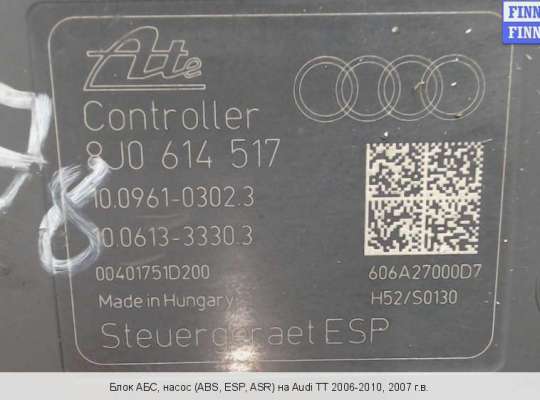 FINN
FINN
Ate
Controller
8J0 614 517
10.0961-0302.3
10.0613-3330.3
00401751D200
606A27000D7
Made in Hungary
H52/S0130
Steuergeraet ESP
Блок АБС, насос (ABS, ESP, ASR) на Audi TT 2006-2010, 2007 г.в.